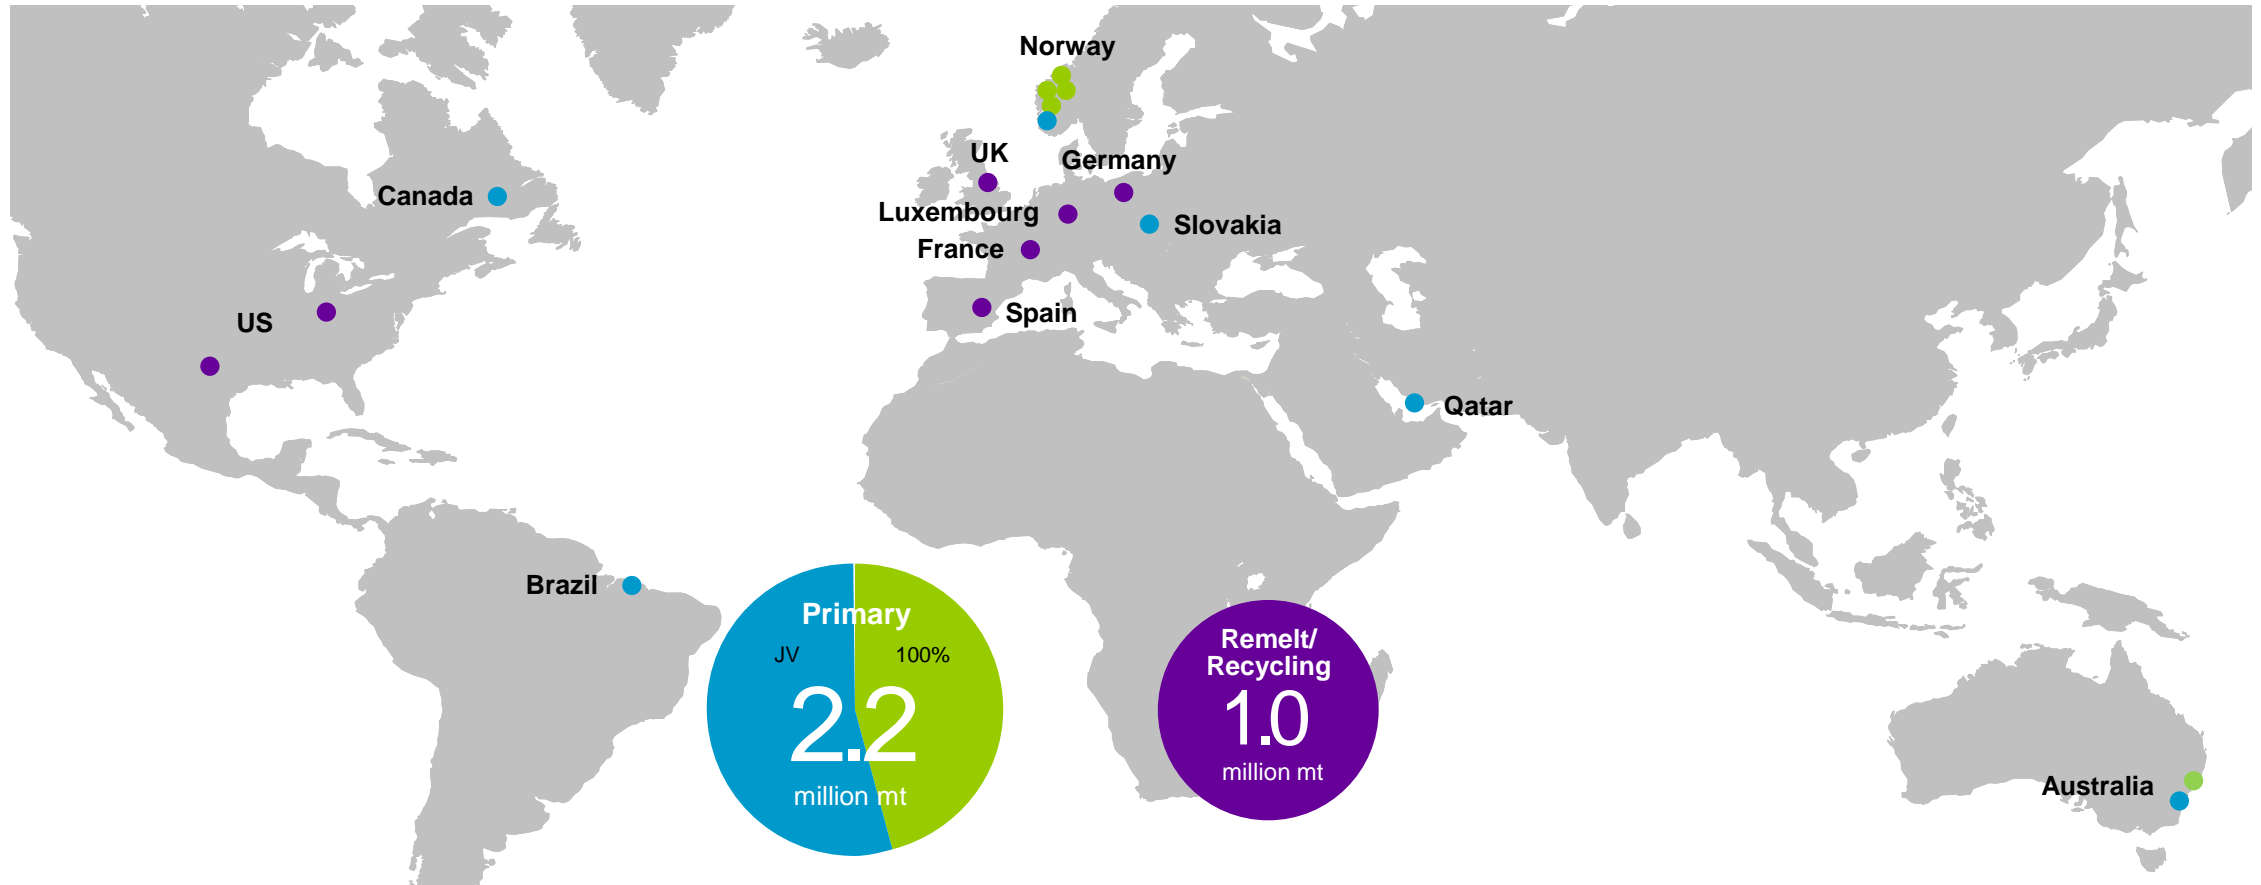 Norway
UK
Germany
Canada
Luxembourg
Slovakia
France
Spain
US
Qatar
Brazil
Primary
JV
100%
2.2
million mt
Remelt/
Recycling
1.0
million mt
Australia